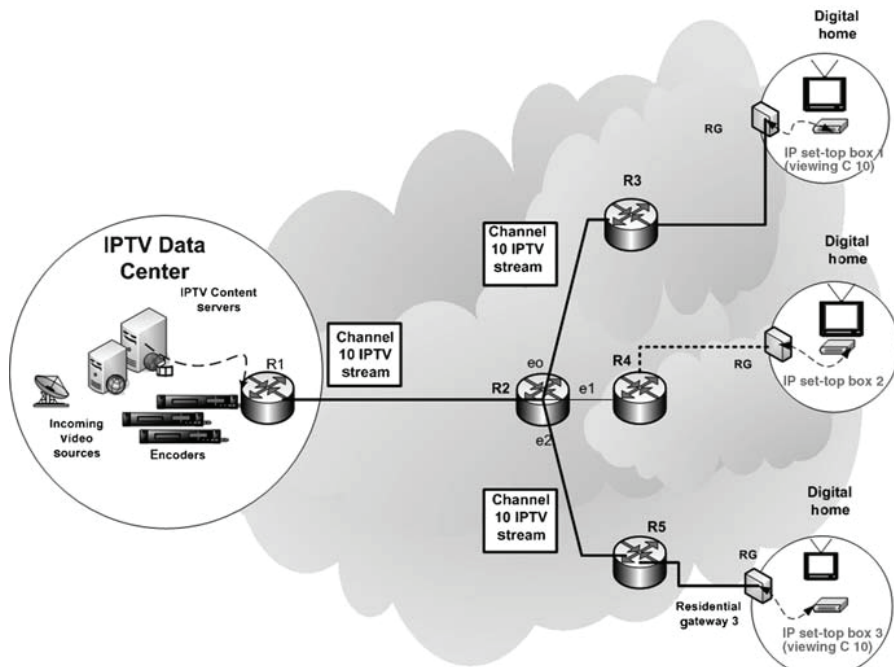 IPTV Data
Center
IPTV Content
servers
R1
Incoming
Video
sources
Encoders
Channel
10 IPTV
stream
R2
eo
e1
e2
Channel
10 IPTV
stream
R3
RG
Digital
home
IP set-top box 1
(viewing C 10)
R4
RG
Digital
home
IP set-top box 2
Channel
10 IPTV
stream
R5
RG
Residential
gateway 3
Digital
home
IP set-top box 3
(viewing C 10)